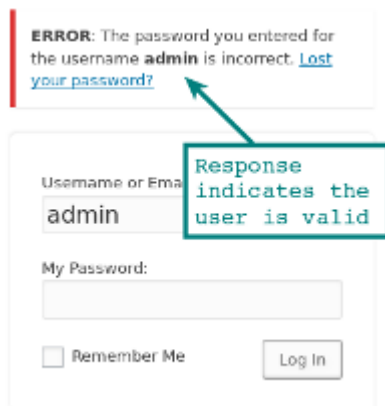 ERROR: The password you entered for
the username admin is incorrect. Lost
your password?
Response
indicates the
user is valid
Username or Ema
admin
My Password:
Remember Me
Log In